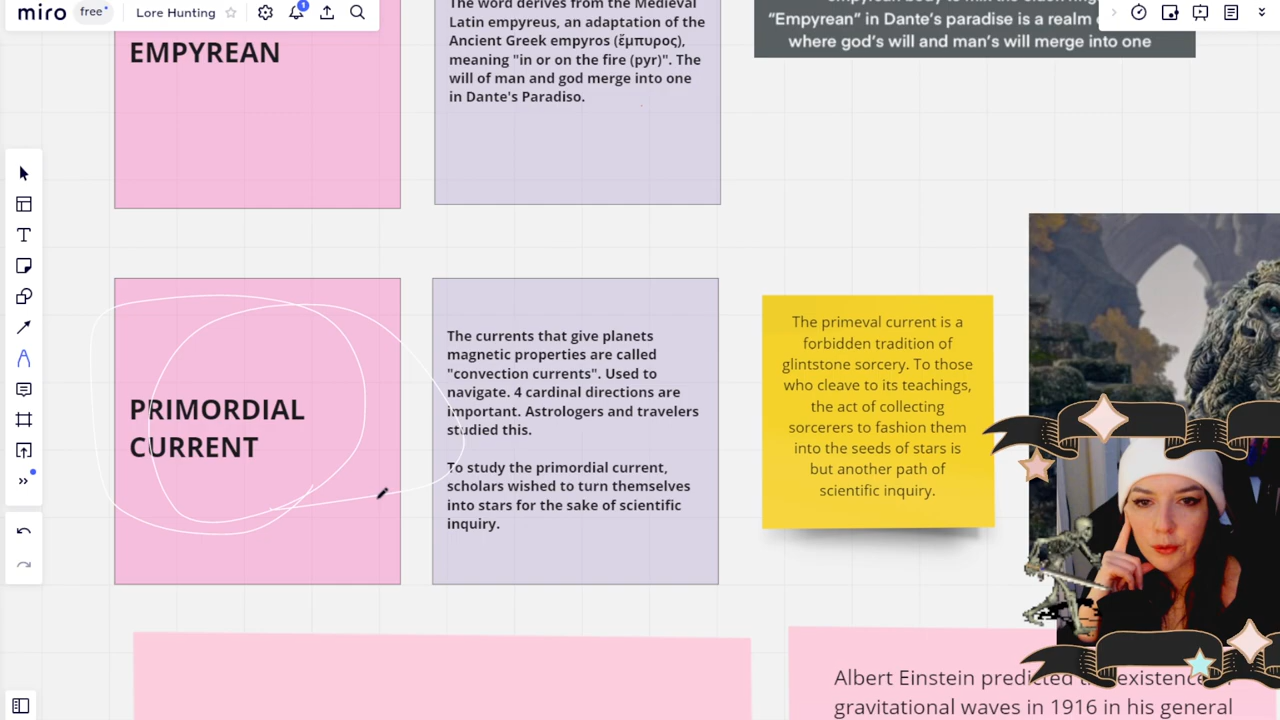 miro free Lore Hunting 1
EMPYREAN
The word derives from the Medieval
Latin empyreus, an adaptation of the
Ancient Greek empyros (ἔμπυρος),
meaning "in or on the fire (pyr)". The
will of man and god merge into one
in Dante's Paradiso.
“Empyrean” in Dante’s paradise is a realm
where god’s will and man’s will merge into one
PRIMORDIAL
CURRENT
The currents that give planets
magnetic properties are called
"convection currents". Used to
navigate. 4 cardinal directions are
important. Astrologers and travelers
studied this.
To study the primordial current,
scholars wished to turn themselves
into stars for the sake of scientific
inquiry.
The primeval current is a
forbidden tradition of
glintstone sorcery. To those
who cleave to its teachings,
the act of collecting
sorcerers to fashion them
into the seeds of stars is
but another path of
scientific inquiry.
Albert Einstein predicted existence
gravitational waves in 1916 in his general